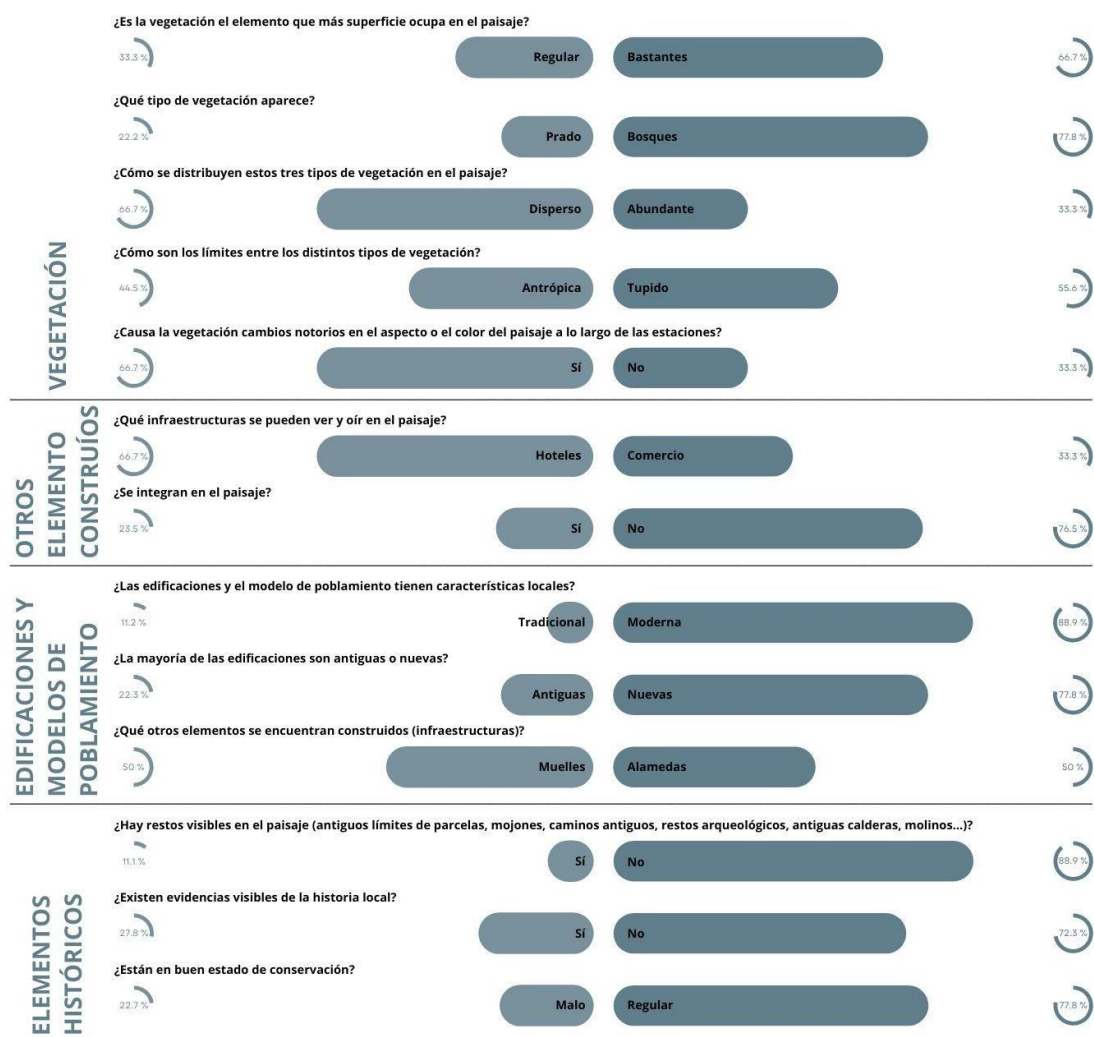 VEGETACIÓN
¿Es la vegetación el elemento que más superficie ocupa en el paisaje?
33.3 % Regular Bastantes 66.7 %
¿Qué tipo de vegetación aparece?
22.2 % Prado Bosques 77.8 %
¿Cómo se distribuyen estos tres tipos de vegetación en el paisaje?
66.7 % Disperso Abundante 33.3 %
¿Cómo son los límites entre los distintos tipos de vegetación?
44.5 % Antrópica Tupido 55.6 %
¿Causa la vegetación cambios notorios en el aspecto o el color del paisaje a lo largo de las estaciones?
66.7 % Sí No 33.3 %
OTROS
ELEMENTO
CONSTRUÍOS
¿Qué infraestructuras se pueden ver y oír en el paisaje?
66.7 % Hoteles Comercio 33.3 %
¿Se integran en el paisaje?
23.5 % Sí No 76.5 %
EDIFICACIONES Y
MODELOS DE
POBLAMIENTO
¿Las edificaciones y el modelo de poblamiento tienen características locales?
11.2 % Tradicional Moderna 88.9 %
¿La mayoría de las edificaciones son antiguas o nuevas?
22.3 % Antiguas Nuevas 77.8 %
¿Qué otros elementos se encuentran construidos (infraestructuras)?
50 % Muelles Alamedas 50 %
ELEMENTOS
HISTÓRICOS
¿Hay restos visibles en el paisaje (antiguos límites de parcelas, mojones, caminos antiguos, restos arqueológicos, antiguas calderas, molinos...)?
11.1 % Sí No 88.9 %
¿Existen evidencias visibles de la historia local?
27.8 % Sí No 72.3 %
¿Están en buen estado de conservación?
22.7 % Malo Regular 77.8 %